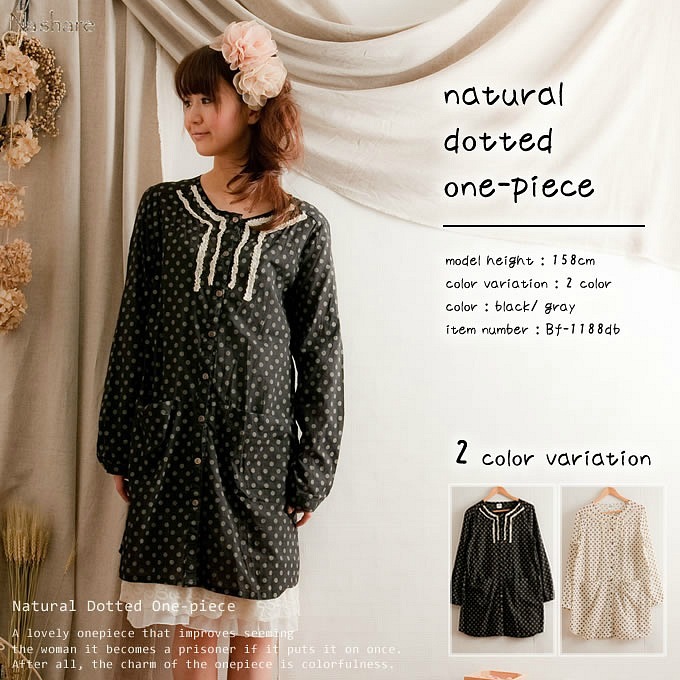 Nashare
natural
dotted
one-piece
model height : 158cm
color variation : 2 color
color : black/ gray
item number : Bf-1188db
2 color variation
Natural Dotted One-piece
A lovely onepiece that improves seeming
the woman it becomes a prisoner if it puts it on once.
After all, the charm of the onepiece is colorfulness.